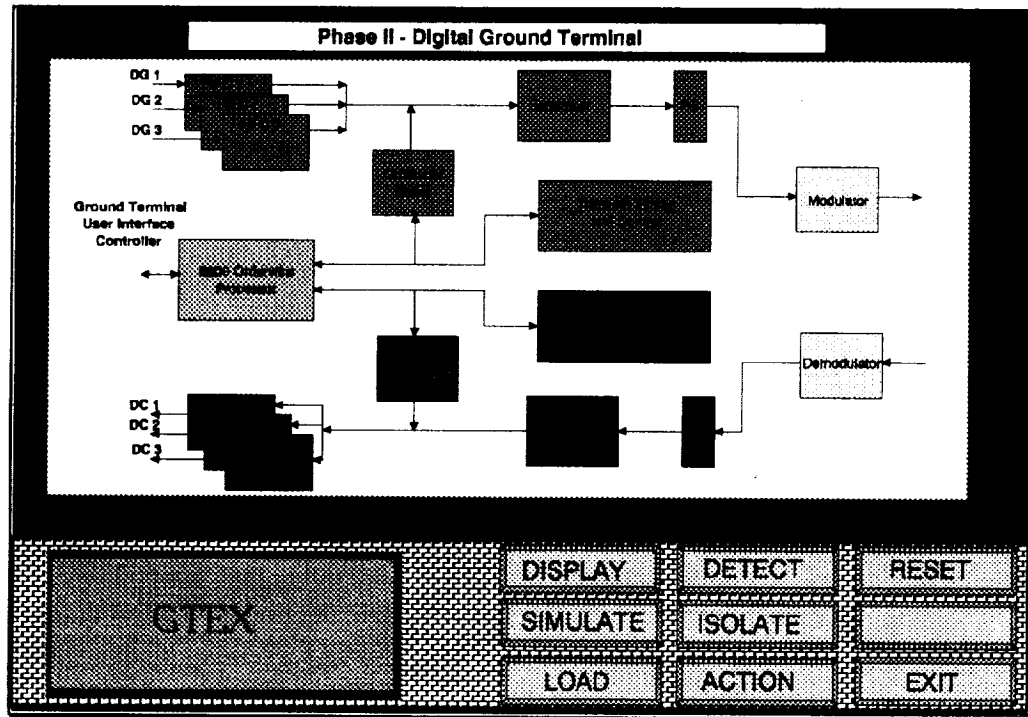 Phase II - Digital Ground Terminal
DG 1
DG 2
DG 3
Ground Terminal
User Interface
Controller
Processor
Modulator
Demodulator
DC 1
DC 2
DC 3
GTEX
DISPLAY
DETECT
RESET
SIMULATE
ISOLATE
LOAD
ACTION
EXIT